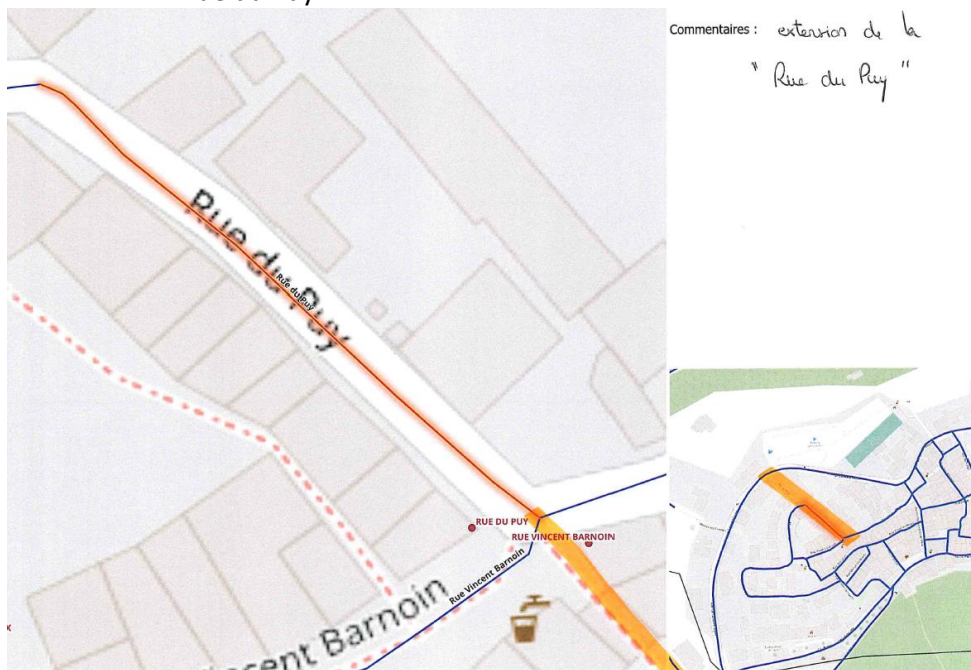 Commentaires : extension de la
" Rue du Puy "
Rue du Puy
Rue du Puy
RUE DU PUY
RUE VINCENT BARNOIN
Rue Vincent Barnoin
Vincent Barnoin
x